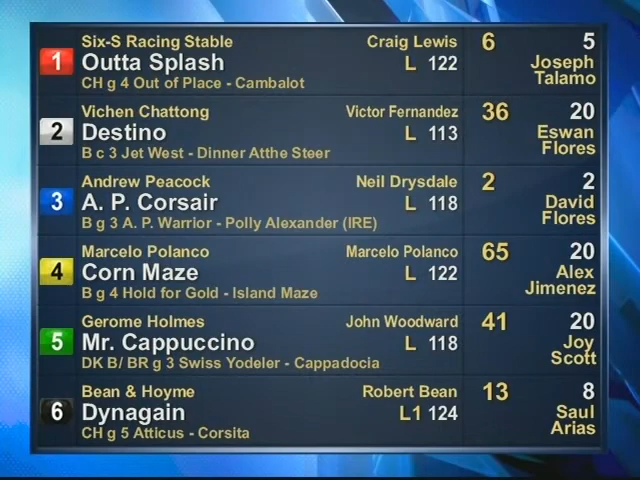 Six-S Racing Stable Craig Lewis 6 5
1 Outta Splash L 122 Joseph Talamo
CH g 4 Out of Place - Cambalot
Vichen Chattong Victor Fernandez 36 20
2 Destino L 113 Eswan Flores
B c 3 Jet West - Dinner Atthe Steer
Andrew Peacock Neil Drysdale 2 2
3 A. P. Corsair L 118 David Flores
B g 3 A. P. Warrior - Polly Alexander (IRE)
Marcelo Polanco Marcelo Polanco 65 20
4 Corn Maze L 122 Alex Jimenez
B g 4 Hold for Gold - Island Maze
Gerome Holmes John Woodward 41 20
5 Mr. Cappuccino L 118 Joy Scott
DK B/ BR g 3 Swiss Yodeler - Cappadocia
Bean & Hoyme Robert Bean 13 8
6 Dynagain L1 124 Saul Arias
CH g 5 Atticus - Corsita